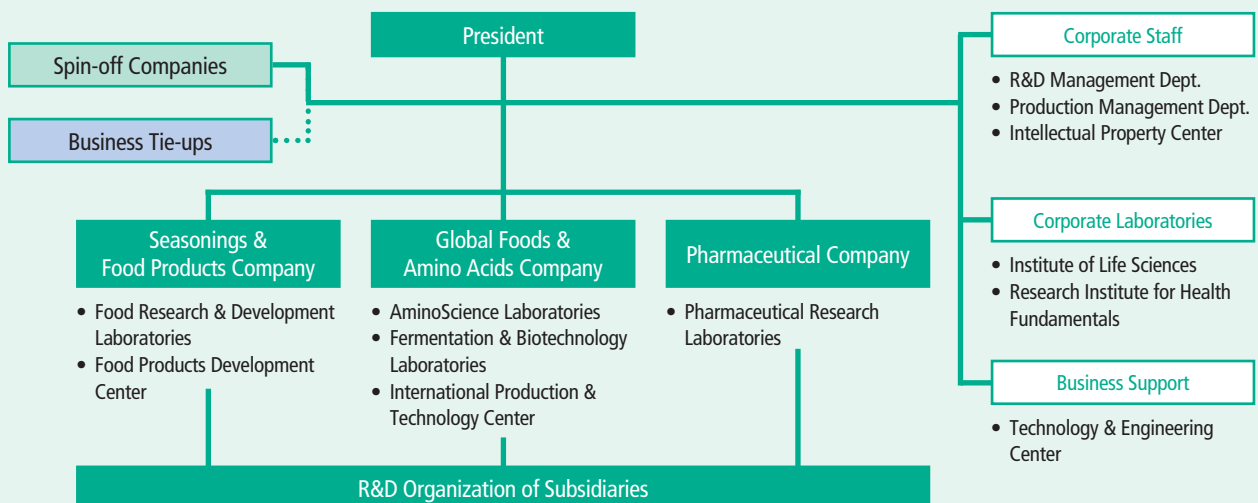 President
Spin-off Companies
Business Tie-ups
Corporate Staff
• R&D Management Dept.
• Production Management Dept.
• Intellectual Property Center
Corporate Laboratories
• Institute of Life Sciences
• Research Institute for Health
Fundamentals
Business Support
• Technology & Engineering
Center
Seasonings &
Food Products Company
• Food Research & Development
Laboratories
• Food Products Development
Center
Global Foods &
Amino Acids Company
• AminoScience Laboratories
• Fermentation & Biotechnology
Laboratories
• International Production &
Technology Center
Pharmaceutical Company
• Pharmaceutical Research
Laboratories
R&D Organization of Subsidiaries